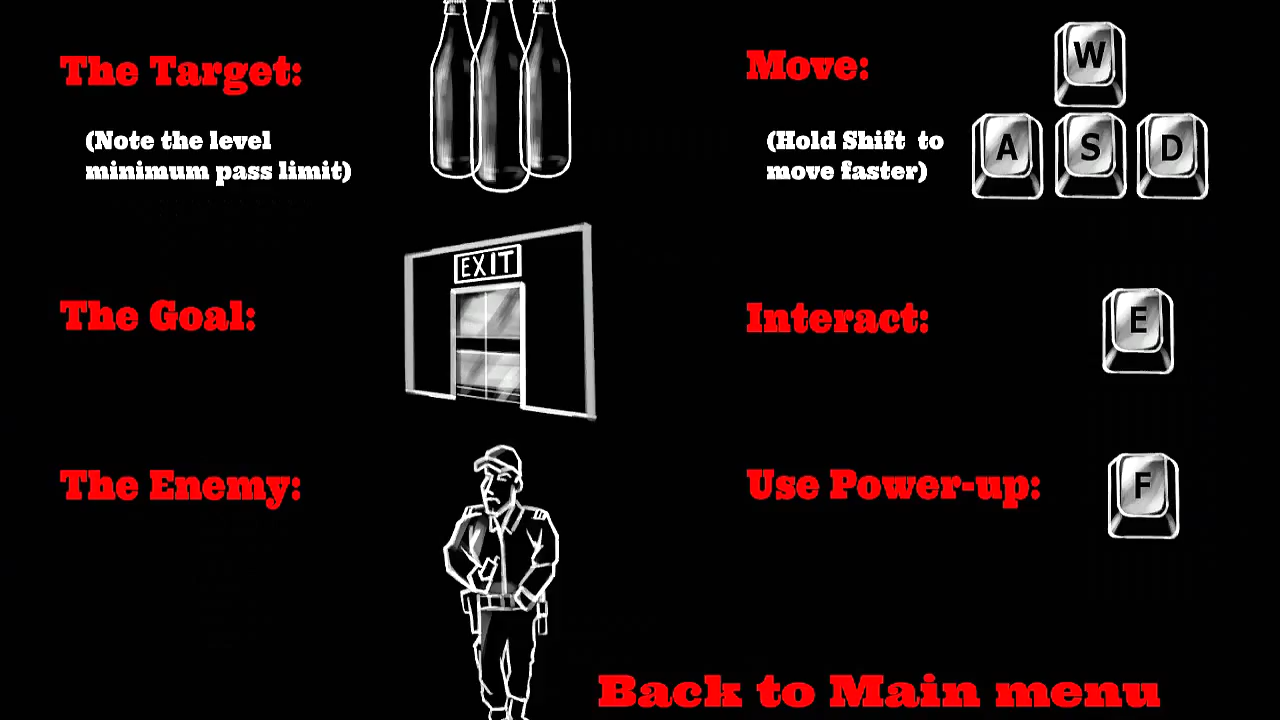 The Target:
(Note the level
minimum pass limit)
EXIT
The Goal:
The Enemy:
Move:
(Hold Shift to
move faster)
W
A S D
Interact:
E
Use Power-up:
F
Back to Main menu